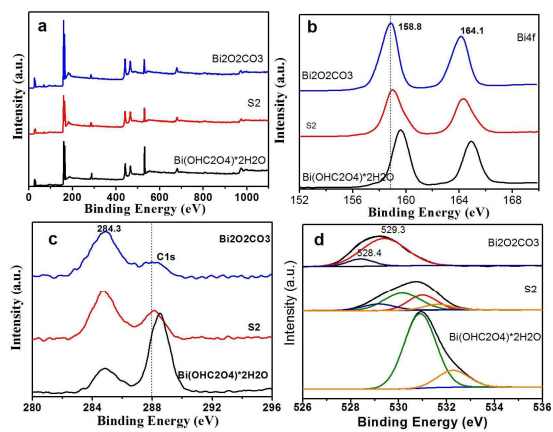 a
Bi2O2CO3
S2
Bi(OHC2O4)*2H2O
Intensity (a.u.)
0 200 400 600 800 1000
Binding Energy (eV)
b
158.8
164.1
Bi4f
Bi2O2CO3
S2
Bi(OHC2O4)*2H2O
Intensity (a.u.)
152 156 160 164 168
Binding Energy (eV)
c
284.3
C1s
Bi2O2CO3
S2
Bi(OHC2O4)*2H2O
Intensity (a.u.)
280 284 288 292 296
Binding Energy (eV)
d
529.3
528.4
Bi2O2CO3
S2
Bi(OHC2O4)*2H2O
Intensity (a.u.)
526 528 530 532 534 536
Binding Energy (eV)